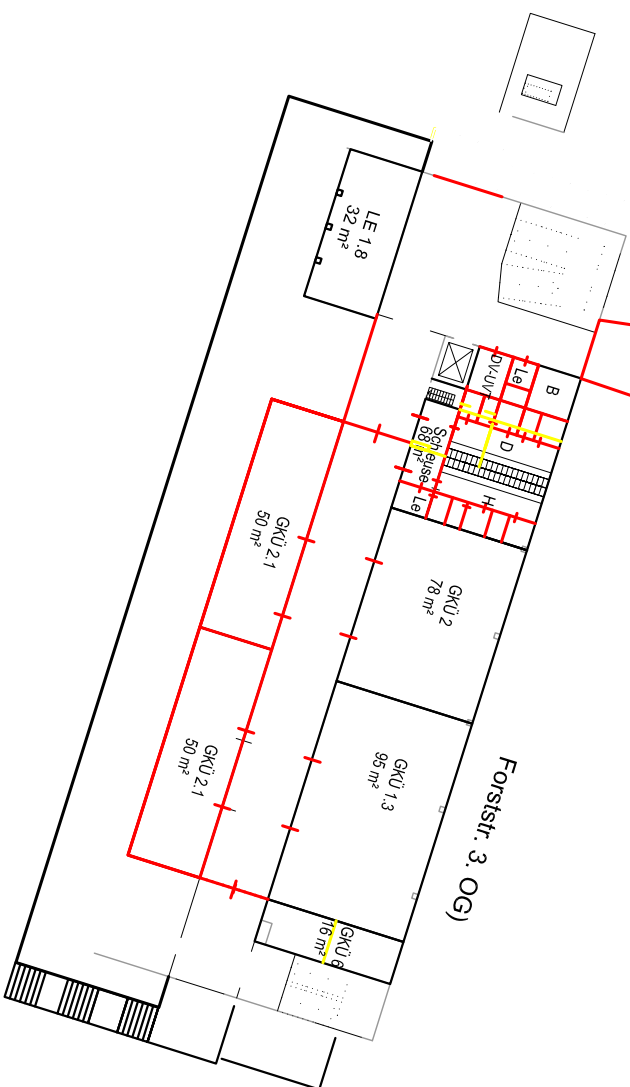 LE 1.8
32 m²
B
Le
DV-UV
D
Schleuse
68 m²
H
Le
GKÜ 2.1
50 m²
GKÜ 2
78 m²
GKÜ 2.1
50 m²
GKÜ 1.3
95 m²
GKÜ 6
16 m²
Forststr. 3. OG)